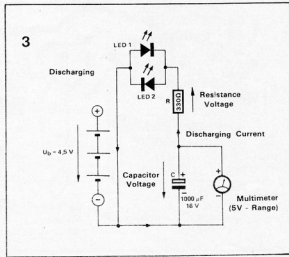 3
LED 1
Discharging
LED 2
R
330Ω
Resistance
Voltage
Discharging Current
+
U_b = 4,5 V
−
Capacitor
Voltage
C
+
−
1000 μF
16 V
+
−
Multimeter
(5V - Range)